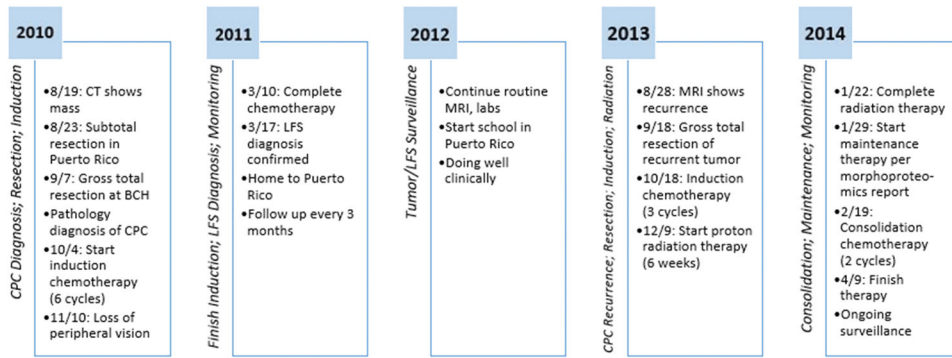 2010
CPC Diagnosis; Resection; Induction
•8/19: CT shows
mass
•8/23: Subtotal
resection in
Puerto Rico
•9/7: Gross total
resection at BCH
•Pathology
diagnosis of CPC
•10/4: Start
induction
chemotherapy
(6 cycles)
•11/10: Loss of
peripheral vision
2011
Finish Induction; LFS Diagnosis; Monitoring
•3/10: Complete
chemotherapy
•3/17: LFS
diagnosis
confirmed
•Home to Puerto
Rico
•Follow up every 3
months
2012
Tumor/LFS Surveillance
•Continue routine
MRI, labs
•Start school in
Puerto Rico
•Doing well
clinically
2013
CPC Recurrence; Resection; Induction; Radiation
•8/28: MRI shows
recurrence
•9/18: Gross total
resection of
recurrent tumor
•10/18: Induction
chemotherapy
(3 cycles)
•12/9: Start proton
radiation therapy
(6 weeks)
2014
Consolidation; Maintenance; Monitoring
•1/22: Complete
radiation therapy
•1/29: Start
maintenance
therapy per
morphoproteo-
mics report
•2/19:
Consolidation
chemotherapy
(2 cycles)
•4/9: Finish
therapy
•Ongoing
surveillance